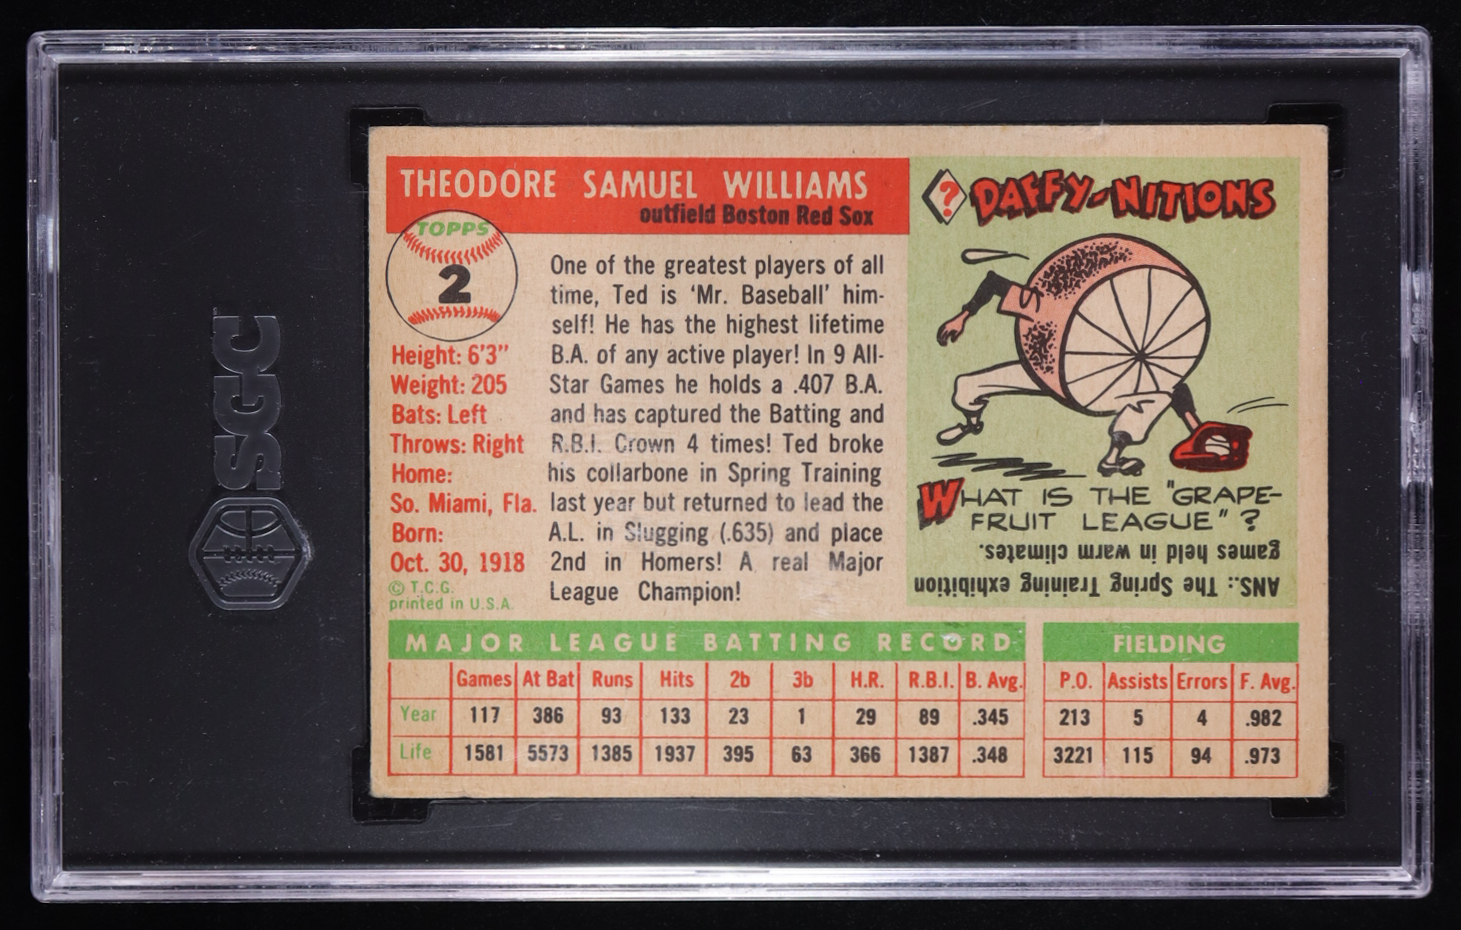 SGC
THEODORE SAMUEL WILLIAMS
outfield Boston Red Sox
TOPPS
2
Height: 6'3"
Weight: 205
Bats: Left
Throws: Right
Home:
So. Miami, Fla.
Born:
Oct. 30, 1918
© T.C.G.
printed in U.S.A.
One of the greatest players of all
time, Ted is 'Mr. Baseball' him-
self! He has the highest lifetime
B.A. of any active player! In 9 All-
Star Games he holds a .407 B.A.
and has captured the Batting and
R.B.I. Crown 4 times! Ted broke
his collarbone in Spring Training
last year but returned to lead the
A.L. in Slugging (.635) and place
2nd in Homers! A real Major
League Champion!
? DAFFY-NITIONS
WHAT IS THE "GRAPE-
FRUIT LEAGUE" ?
ANS.: The Spring Training exhibition
games held in warm climates.
MAJOR LEAGUE BATTING RECORD
Games At Bat Runs Hits 2b 3b H.R. R.B.I. B. Avg.
Year 117 386 93 133 23 1 29 89 .345
Life 1581 5573 1385 1937 395 63 366 1387 .348
FIELDING
P.O. Assists Errors F. Avg.
213 5 4 .982
3221 115 94 .973